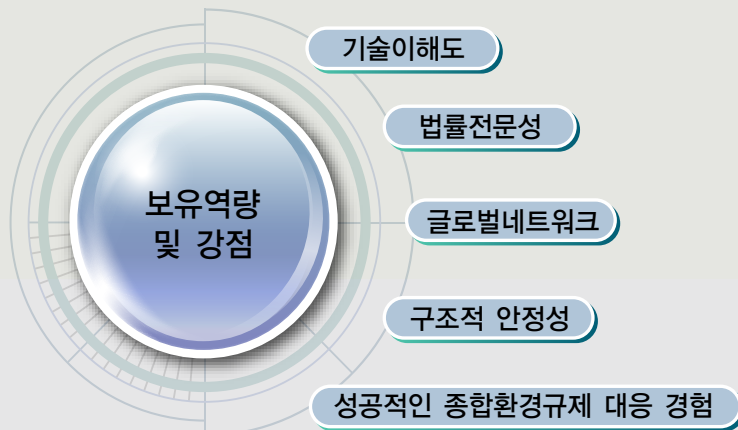 보유역량
및 강점
기술이해도
법률전문성
글로벌네트워크
구조적 안정성
성공적인 종합환경규제 대응 경험